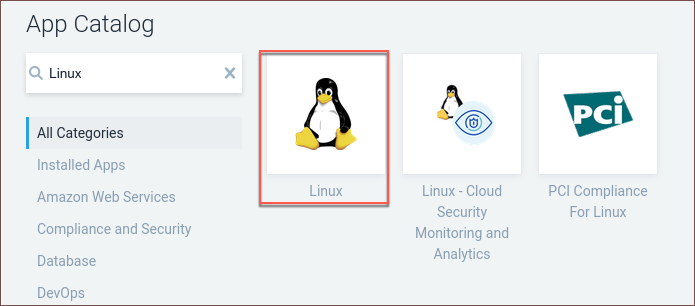 App Catalog
Linux
All Categories
Installed Apps
Amazon Web Services
Compliance and Security
Database
DevOps
Linux
Linux - Cloud
Security
Monitoring and
Analytics
PCi
PCI Compliance
For Linux